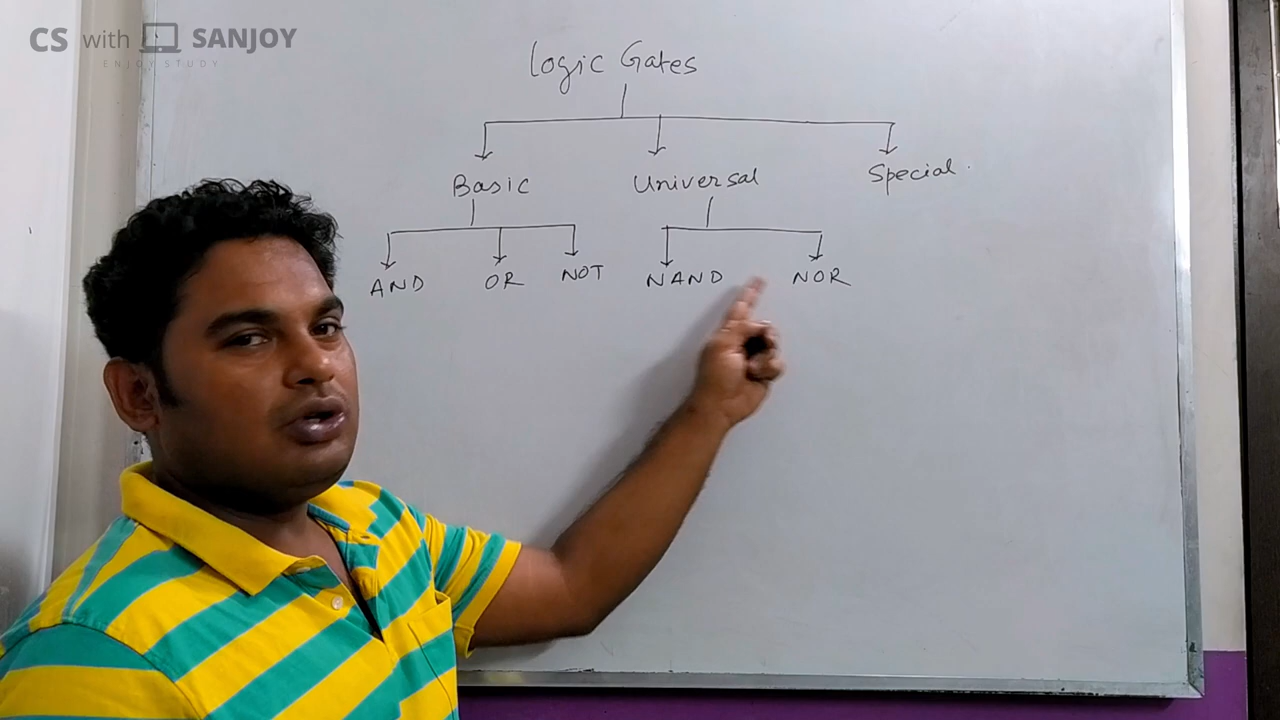 CS with SANJOY
ENJOY STUDY
Logic Gates
Basic Universal Special.
AND OR NOT NAND NOR